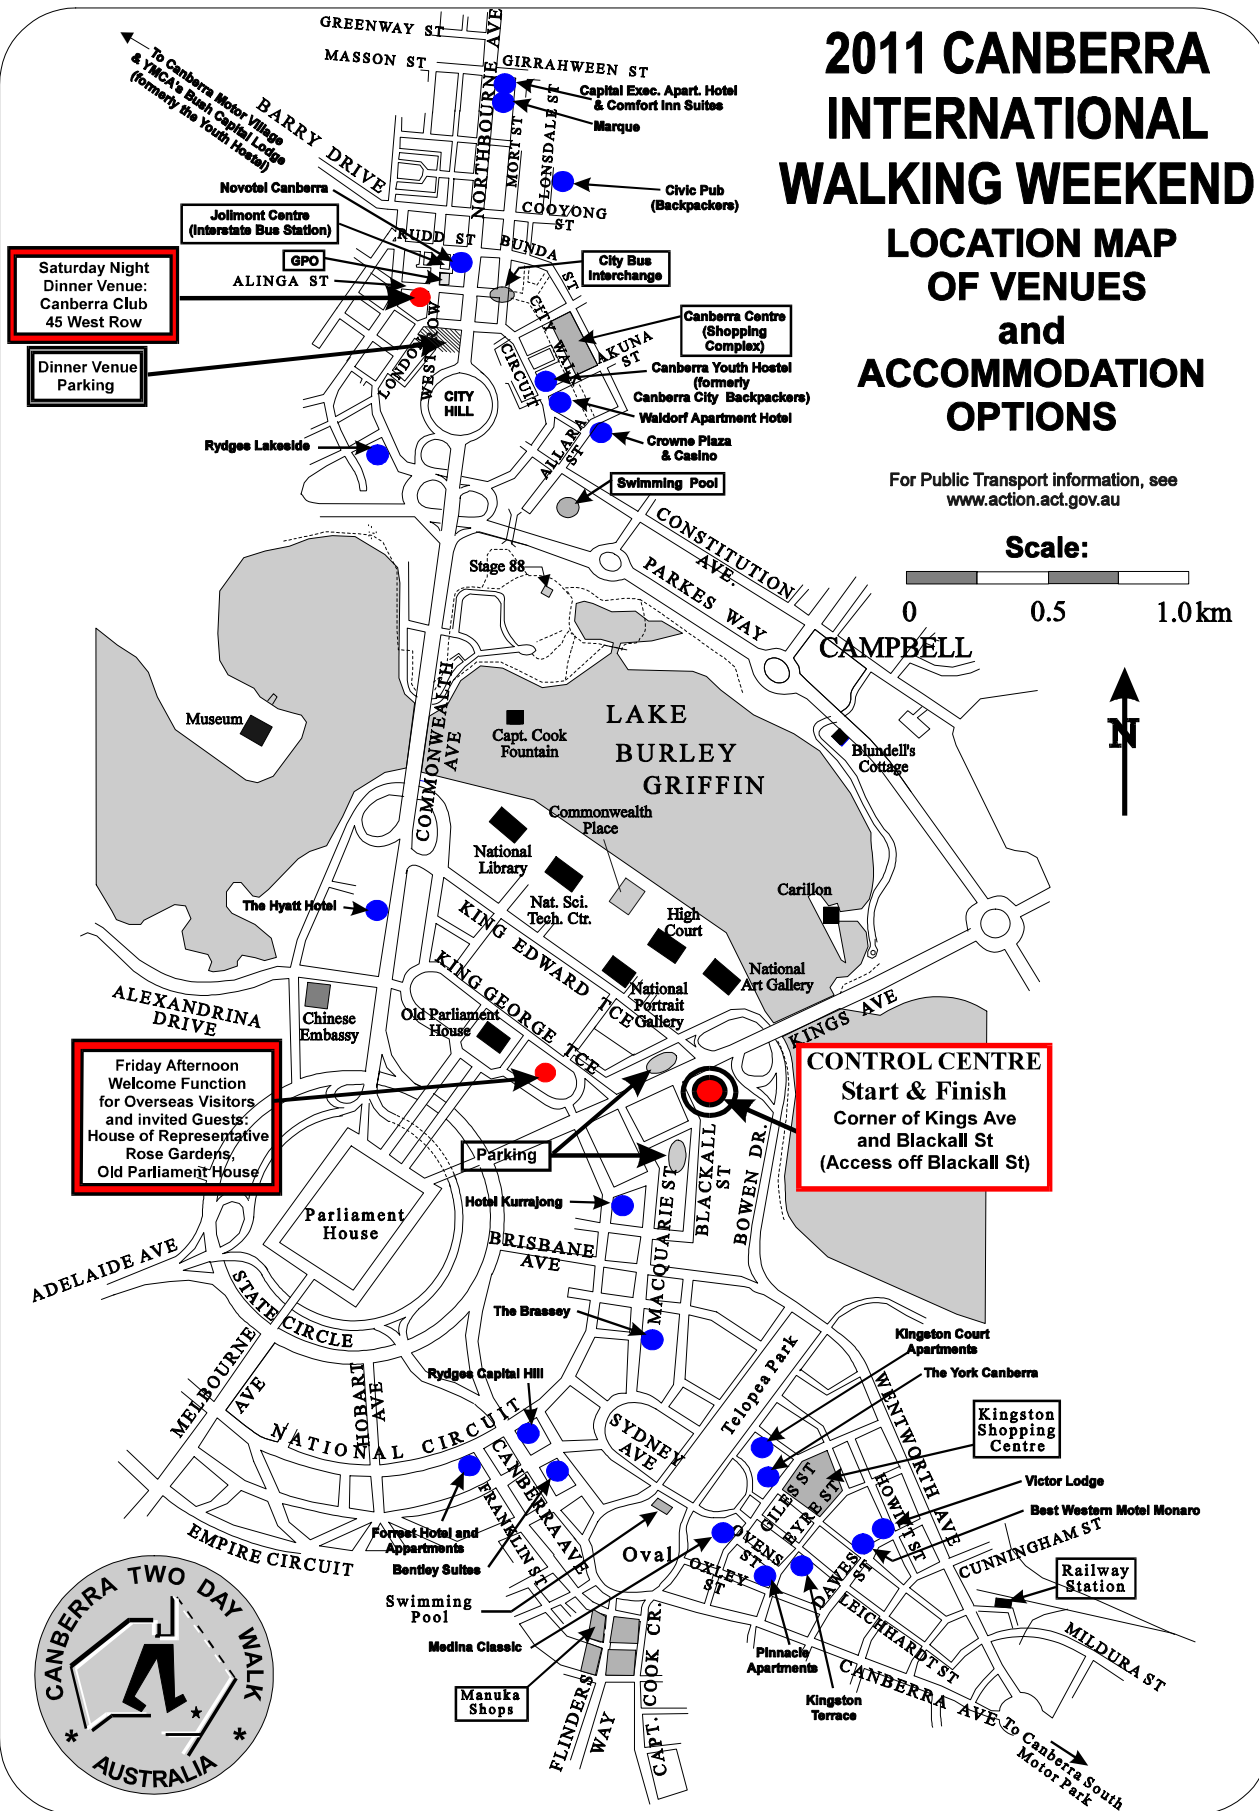 2011 CANBERRA
INTERNATIONAL
WALKING WEEKEND
LOCATION MAP
OF VENUES
and
ACCOMMODATION
OPTIONS
For Public Transport information, see
www.action.act.gov.au
Scale:
0 0.5 1.0 km
N
GREENWAY ST
MASSON ST
GIRRAHWEEN ST
NORTHBOURNE AVE
To Canberra Motor Village
& YMCA's Bush Capital Lodge
(formerly the Youth
Hostel)
BARRY DRIVE
Capital Exec. Apart. Hotel
& Comfort Inn Suites
Marque
MORT ST
LONSDALE ST
Civic Pub
(Backpackers)
COOYONG
ST
Novotel Canberra
Jolimont Centre
(Interstate Bus Station)
RUDD ST
BUNDA
ST
GPO
ALINGA ST
City Bus
Interchange
Saturday Night
Dinner Venue:
Canberra Club
45 West Row
Dinner Venue
Parking
LONDON
WEST ROW
CITY WALK
CIRCUIT
AKUNA
ST
Canberra Centre
(Shopping
Complex)
CITY
HILL
Canberra Youth Hostel
(formerly
Canberra City Backpackers)
Waldorf Apartment Hotel
Crowne Plaza
& Casino
ALLARA
ST
Rydges Lakeside
Swimming Pool
CONSTITUTION
AVE.
PARKES WAY
Stage 88
CAMPBELL
Museum
COMMONWEALTH
AVE
Capt. Cook
Fountain
LAKE
BURLEY
GRIFFIN
Blundell's
Cottage
Commonwealth
Place
National
Library
Nat. Sci.
Tech. Ctr.
High
Court
Carillon
The Hyatt Hotel
KING EDWARD TCE
KING GEORGE TCE
National
Art Gallery
National
Portrait
Gallery
KINGS AVE
ALEXANDRINA
DRIVE
Chinese
Embassy
Old Parliament
House
Friday Afternoon
Welcome Function
for Overseas Visitors
and invited Guests:
House of Representative
Rose Gardens,
Old Parliament House
CONTROL CENTRE
Start & Finish
Corner of Kings Ave
and Blackall St
(Access off Blackall St)
Parking
BLACKALL
ST
BOWEN DR.
Hotel Kurrajong
MACQUARIE ST
Parliament
House
BRISBANE
AVE
ADELAIDE AVE
STATE CIRCLE
The Brassey
MELBOURNE
AVE
HOBART
AVE
Rydges Capital Hill
Telopea Park
Kingston Court
Apartments
The York Canberra
WENTWORTH AVE
Kingston
Shopping
Centre
NATIONAL CIRCUIT
SYDNEY
AVE
CANBERRA AVE
FRANKLIN ST
GILES ST
EYRE ST
HOWITT ST
Victor Lodge
Best Western Motel Monaro
EMPIRE CIRCUIT
Forrest Hotel and
Appartments
Bentley Suites
Swimming
Pool
Oval
OVENS
ST
OXLEY
ST
DAWES
ST
CUNNINGHAM ST
Railway
Station
LEICHHARDT ST
MILDURA ST
Medina Classic
Manuka
Shops
Pinnacle
Apartments
Kingston
Terrace
CANBERRA AVE
FLINDERS
WAY
CAPT. COOK CR.
To Canberra South
Motor Park
CANBERRA TWO DAY WALK
* AUSTRALIA *